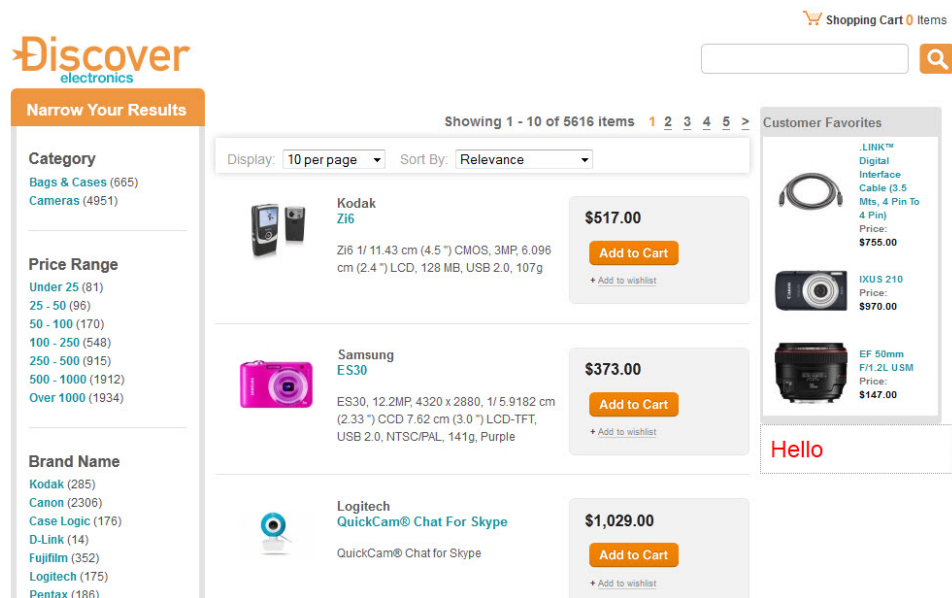 Shopping Cart 0 Items
Discover
electronics
Narrow Your Results
Category
Bags & Cases (665)
Cameras (4951)
Price Range
Under 25 (81)
25 - 50 (96)
50 - 100 (170)
100 - 250 (548)
250 - 500 (915)
500 - 1000 (1912)
Over 1000 (1934)
Brand Name
Kodak (285)
Canon (2306)
Case Logic (176)
D-Link (14)
Fujifilm (352)
Logitech (175)
Pentax (186)
Showing 1 - 10 of 5616 items 1 2 3 4 5 >
Display: 10 per page Sort By: Relevance
Kodak
Zi6
Zi6 1/ 11.43 cm (4.5 ") CMOS, 3MP, 6.096
cm (2.4 ") LCD, 128 MB, USB 2.0, 107g
$517.00
Add to Cart
+ Add to wishlist
Samsung
ES30
ES30, 12.2MP, 4320 x 2880, 1/ 5.9182 cm
(2.33 ") CCD 7.62 cm (3.0 ") LCD-TFT,
USB 2.0, NTSC/PAL, 141g, Purple
$373.00
Add to Cart
+ Add to wishlist
Logitech
QuickCam® Chat For Skype
QuickCam® Chat for Skype
$1,029.00
Add to Cart
+ Add to wishlist
Customer Favorites
.LINK™
Digital
Interface
Cable (3.5
Mts, 4 Pin To
4 Pin)
Price:
$755.00
IXUS 210
Price:
$970.00
EF 50mm
F/1.2L USM
Price:
$147.00
Hello